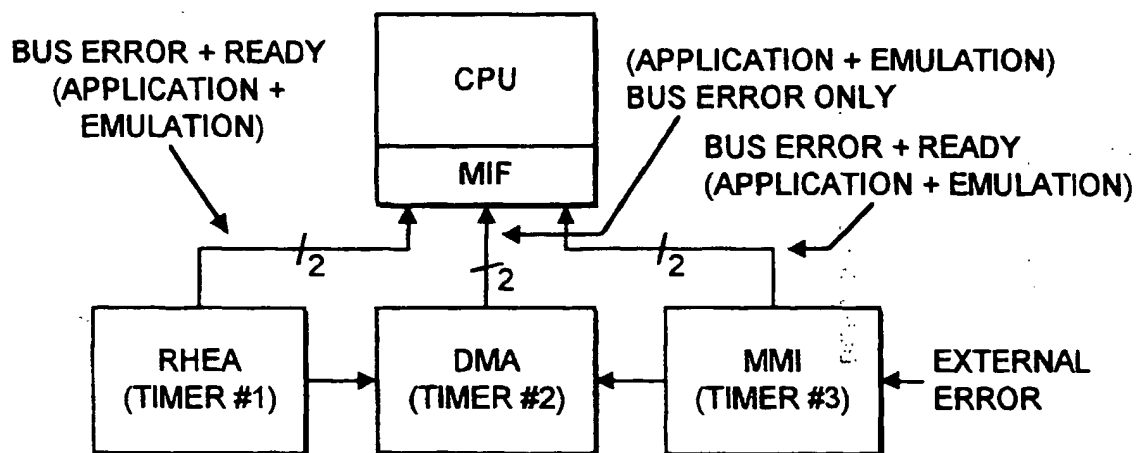 BUS ERROR + READY
(APPLICATION +
EMULATION)
CPU
MIF
(APPLICATION + EMULATION)
BUS ERROR ONLY
BUS ERROR + READY
(APPLICATION + EMULATION)
2
2
2
RHEA
(TIMER #1)
DMA
(TIMER #2)
MMI
(TIMER #3)
EXTERNAL
ERROR